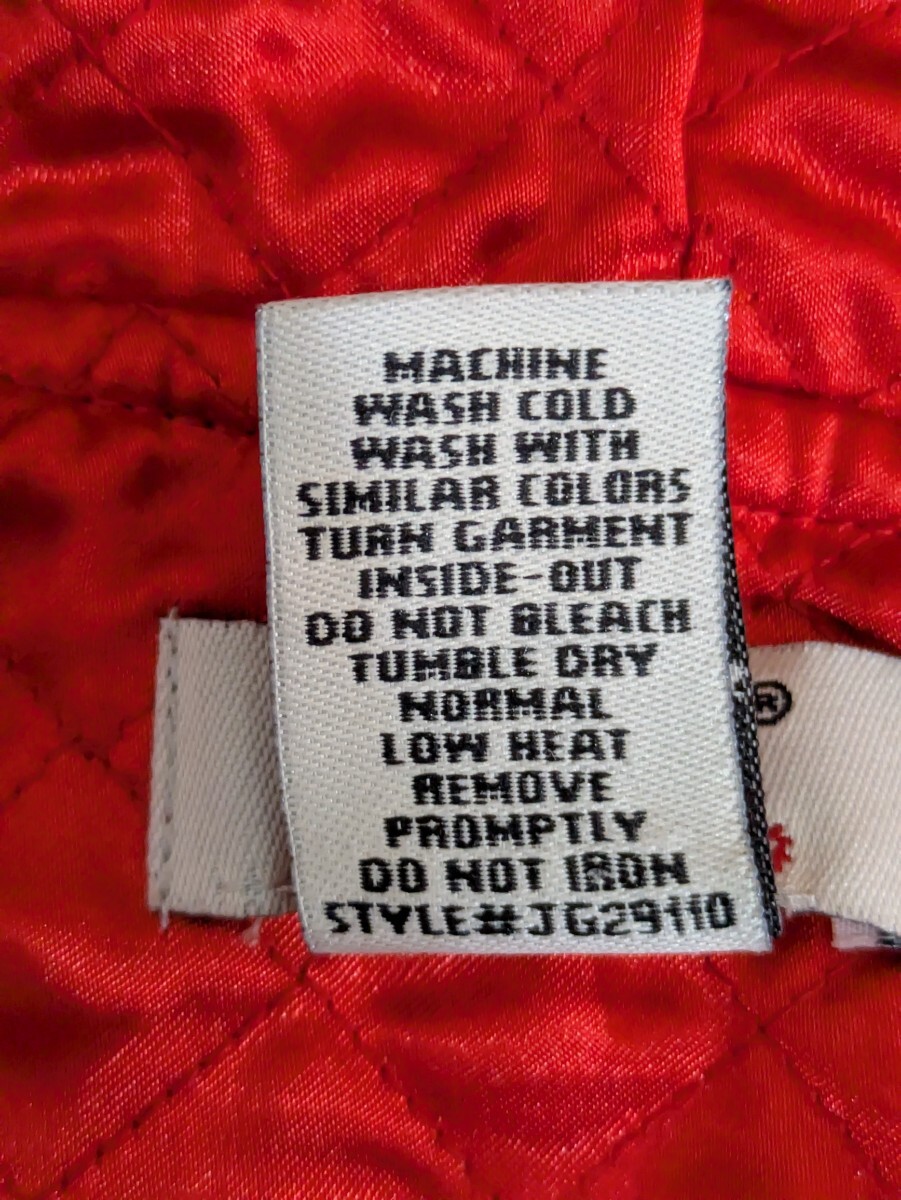 MACHINE
WASH COLD
WASH WITH
SIMILAR COLORS
TURN GARMENT
INSIDE-OUT
DO NOT BLEACH
TUMBLE DRY
NORMAL
LOW HEAT
REMOVE
PROMPTLY
DO NOT IRON
STYLE#JG29110
®